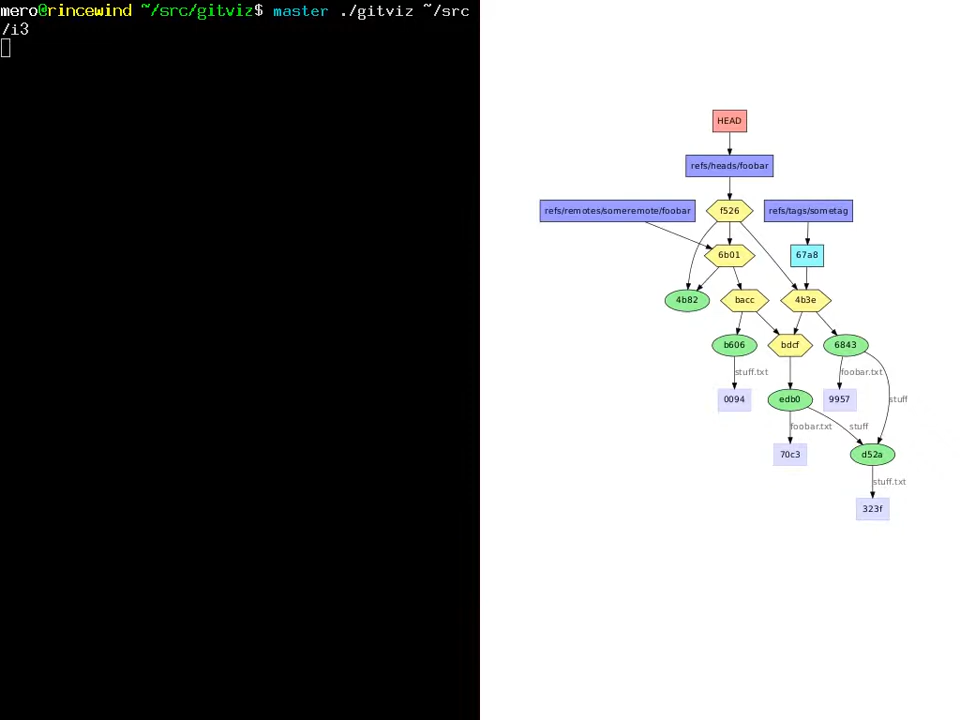 mero@rincewind ~/src/gitviz$ master ./gitviz ~/src
/i3
HEAD
refs/heads/foobar
refs/remotes/someremote/foobar
f526
refs/tags/sometag
6b01
67a8
4b82
bacc
4b3e
b606
bdcf
6843
stuff.txt
foobar.txt
0094
edb0
9957
stuff
foobar.txt
stuff
70c3
d52a
stuff.txt
323f